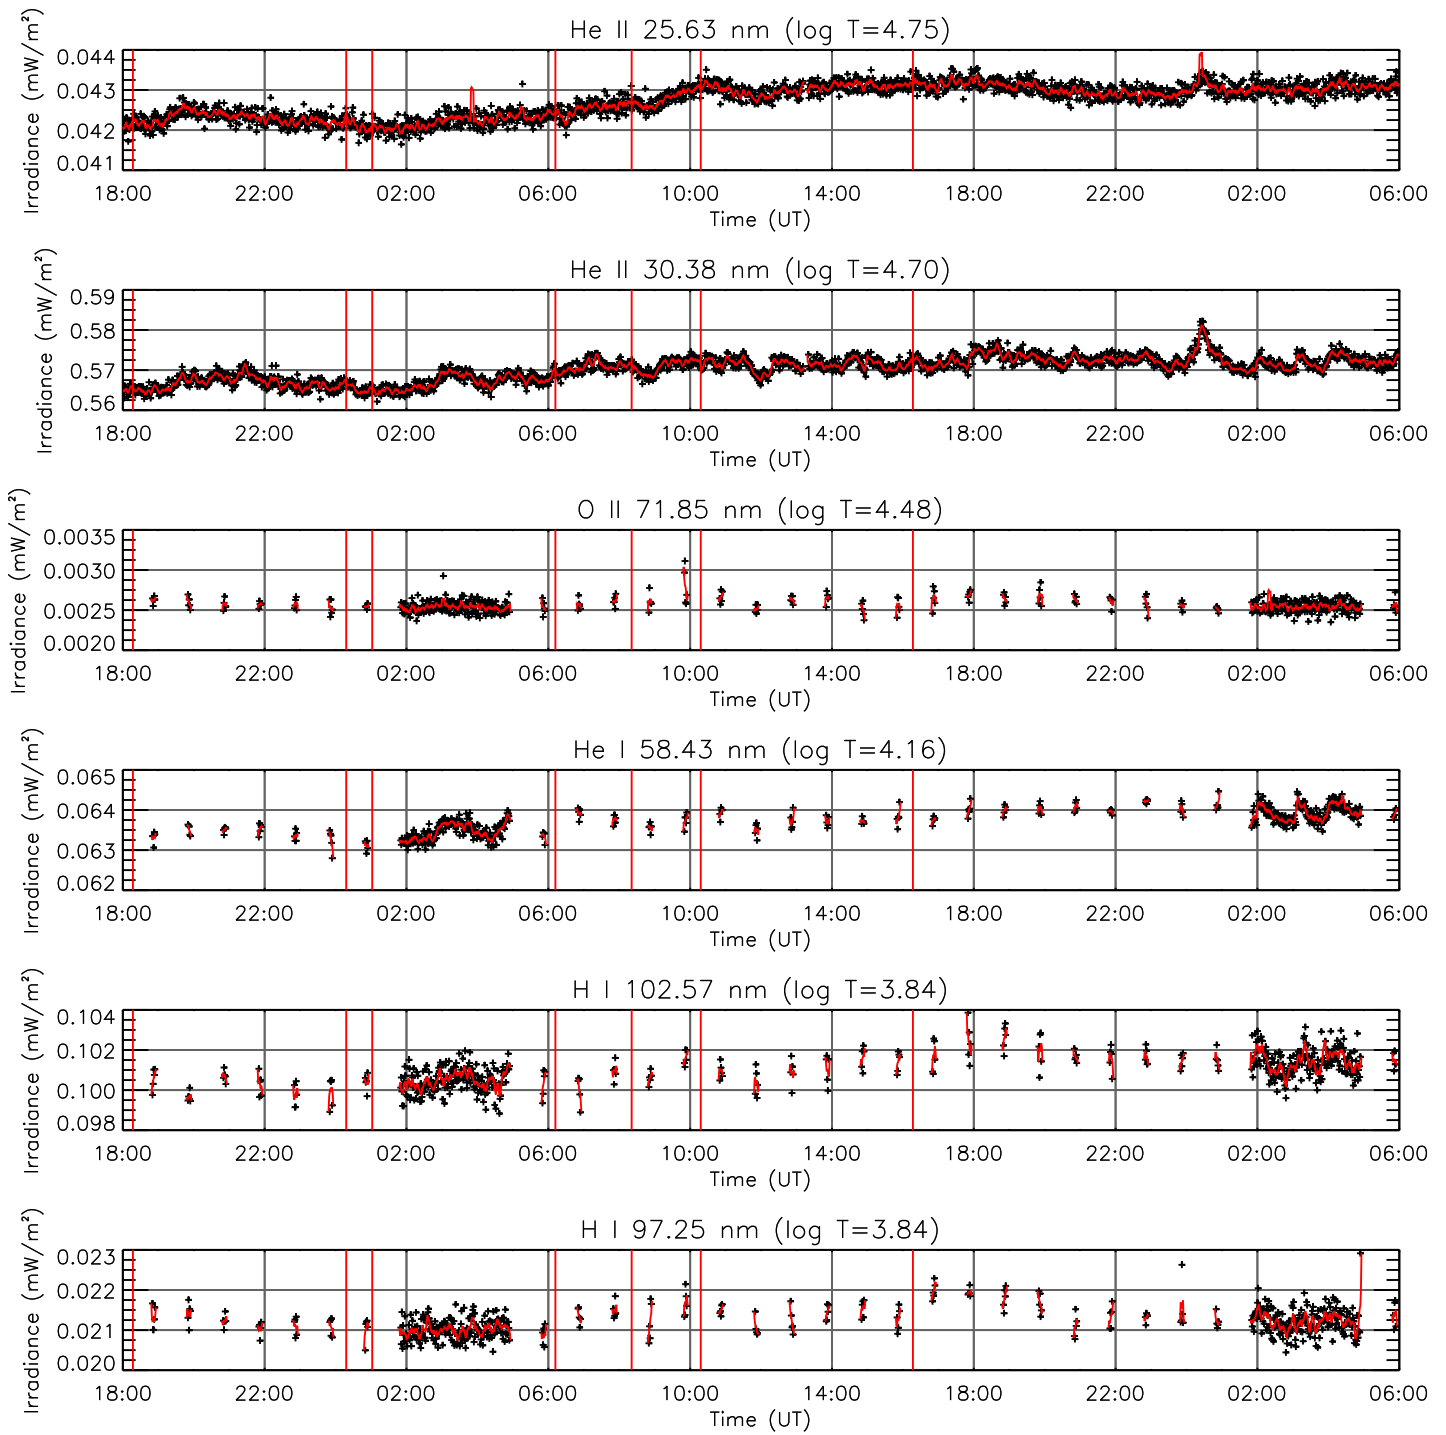 He II 25.63 nm (log T=4.75)
Irradiance (mW/m²)
0.044
0.043
0.042
0.041
18:00 22:00 02:00 06:00 10:00 14:00 18:00 22:00 02:00 06:00
Time (UT)
He II 30.38 nm (log T=4.70)
Irradiance (mW/m²)
0.59
0.58
0.57
0.56
18:00 22:00 02:00 06:00 10:00 14:00 18:00 22:00 02:00 06:00
Time (UT)
O II 71.85 nm (log T=4.48)
Irradiance (mW/m²)
0.0035
0.0030
0.0025
0.0020
18:00 22:00 02:00 06:00 10:00 14:00 18:00 22:00 02:00 06:00
Time (UT)
He I 58.43 nm (log T=4.16)
Irradiance (mW/m²)
0.065
0.064
0.063
0.062
18:00 22:00 02:00 06:00 10:00 14:00 18:00 22:00 02:00 06:00
Time (UT)
H I 102.57 nm (log T=3.84)
Irradiance (mW/m²)
0.104
0.102
0.100
0.098
18:00 22:00 02:00 06:00 10:00 14:00 18:00 22:00 02:00 06:00
Time (UT)
H I 97.25 nm (log T=3.84)
Irradiance (mW/m²)
0.023
0.022
0.021
0.020
18:00 22:00 02:00 06:00 10:00 14:00 18:00 22:00 02:00 06:00
Time (UT)